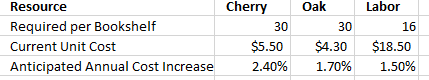 Resource Cherry Oak Labor
Required per Bookshelf 30 30 16
Current Unit Cost $5.50 $4.30 $18.50
Anticipated Annual Cost Increase 2.40% 1.70% 1.50%